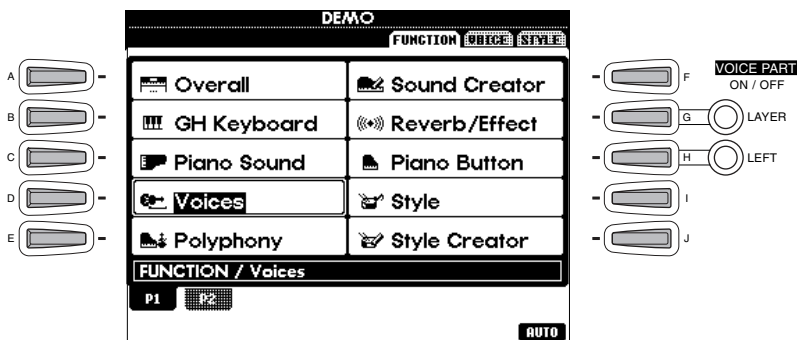 DEMO
FUNCTION VOICE STYLE
A Overall Sound Creator F VOICE PART
ON / OFF
B GH Keyboard Reverb/Effect G LAYER
C Piano Sound Piano Button H LEFT
D Voices Style I
E Polyphony Style Creator J
FUNCTION / Voices
P1 P2
AUTO